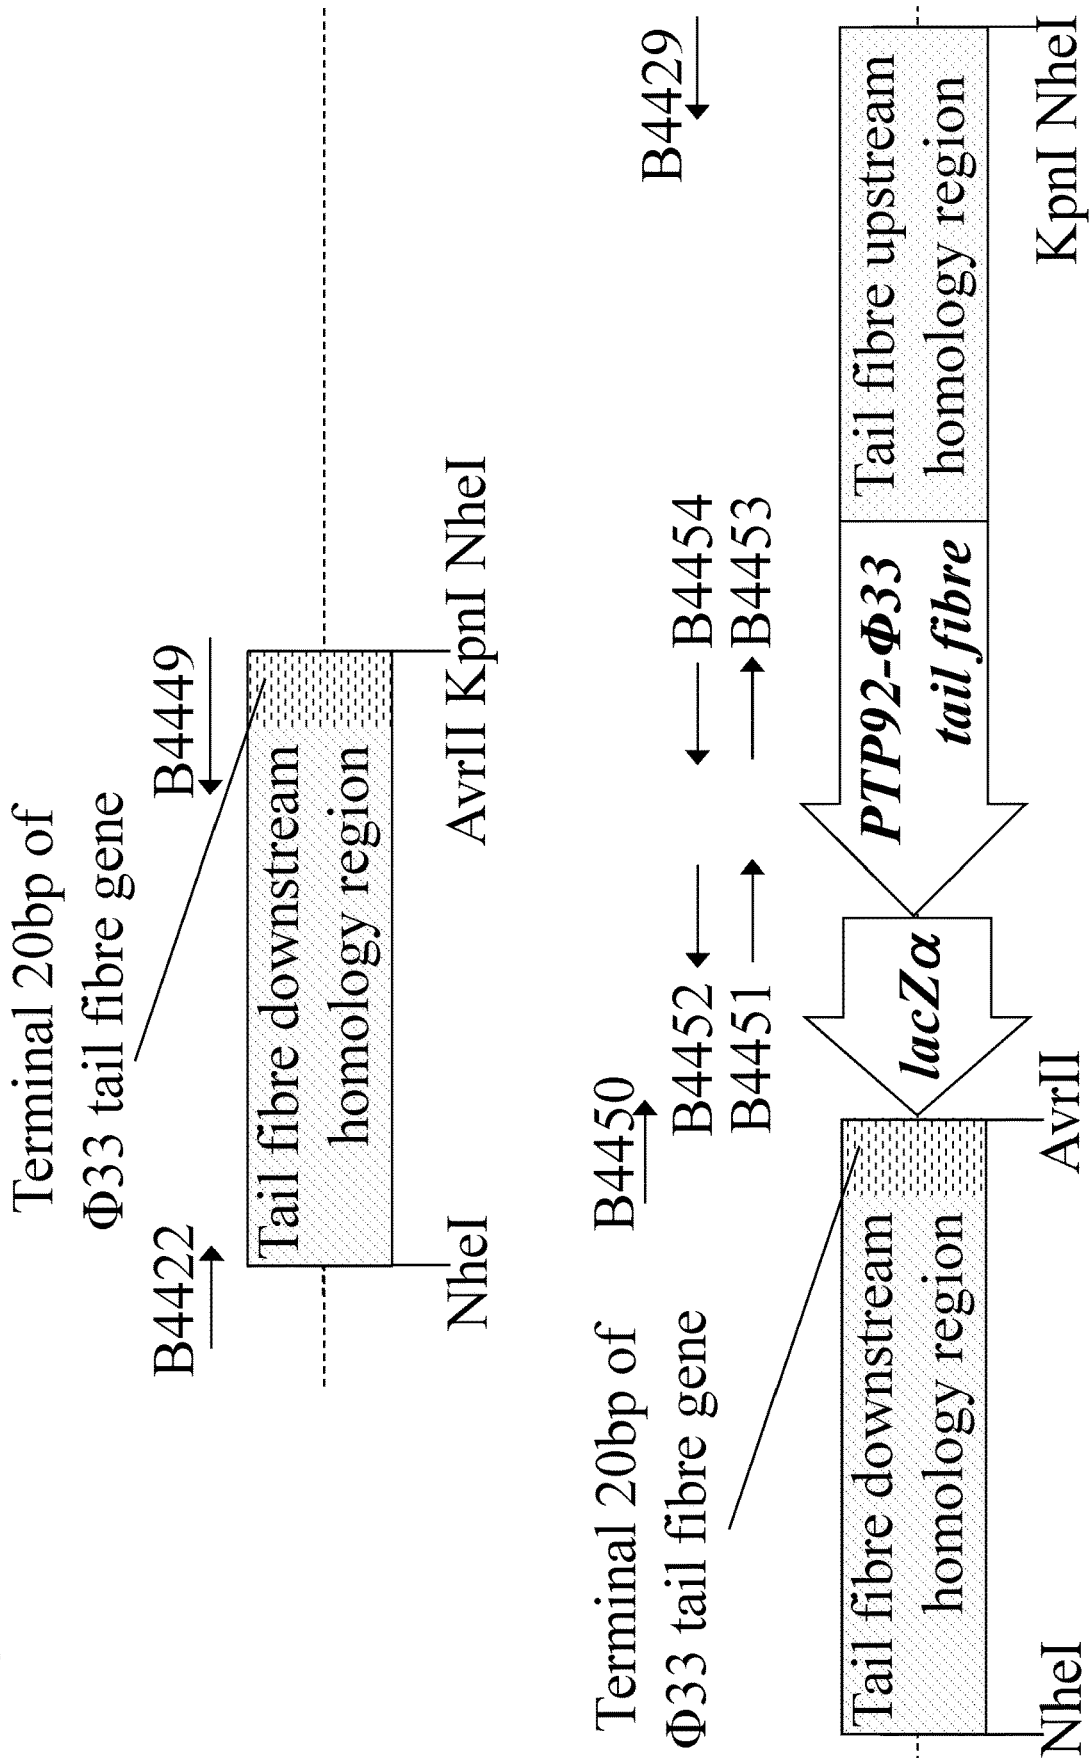 Terminal 20bp of
Φ33 tail fibre gene
B4422
B4449
Tail fibre downstream
homology region
NheI
AvrII KpnI NheI
Terminal 20bp of
Φ33 tail fibre gene
B4450
B4429
B4452
B4454
B4451
B4453
Tail fibre downstream
homology region
lacZα
PTP92-Φ33
tail fibre
Tail fibre upstream
homology region
NheI
AvrII
KpnI NheI